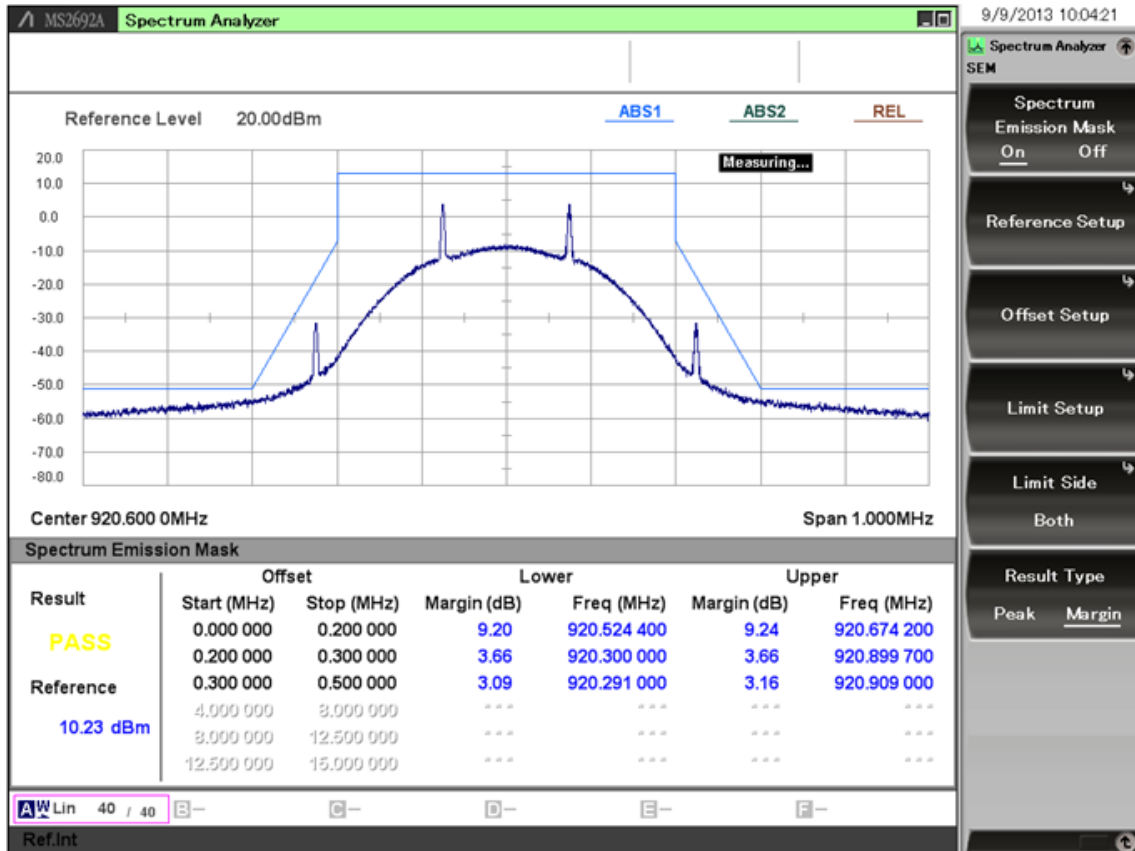 MS2692A Spectrum Analyzer
Reference Level 20.00dBm
ABS1 ABS2 REL
Measuring...
20.0
10.0
0.0
-10.0
-20.0
-30.0
-40.0
-50.0
-60.0
-70.0
-80.0
Center 920.600 0MHz Span 1.000MHz
Spectrum Emission Mask
Offset Lower Upper
Result Start (MHz) Stop (MHz) Margin (dB) Freq (MHz) Margin (dB) Freq (MHz)
0.000 000 0.200 000 9.20 920.524 400 9.24 920.674 200
PASS
0.200 000 0.300 000 3.66 920.300 000 3.66 920.899 700
Reference 0.300 000 0.500 000 3.09 920.291 000 3.16 920.909 000
4.000 000 8.000 000 *** *** *** ***
10.23 dBm
8.000 000 12.500 000 *** *** *** ***
12.500 000 15.000 000 *** *** *** ***
A W Lin 40 / 40 B- C- D- E- F-
Ref.Int
9/9/2013 10:04:21
Spectrum Analyzer
SEM
Spectrum
Emission Mask
On Off
Reference Setup
Offset Setup
Limit Setup
Limit Side
Both
Result Type
Peak Margin